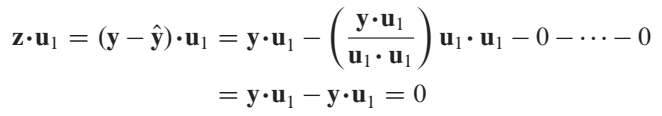 z·u₁ = (y − ŷ)·u₁ = y·u₁ − (y·u₁ / u₁·u₁) u₁·u₁ − 0 − ··· − 0
= y·u₁ − y·u₁ = 0